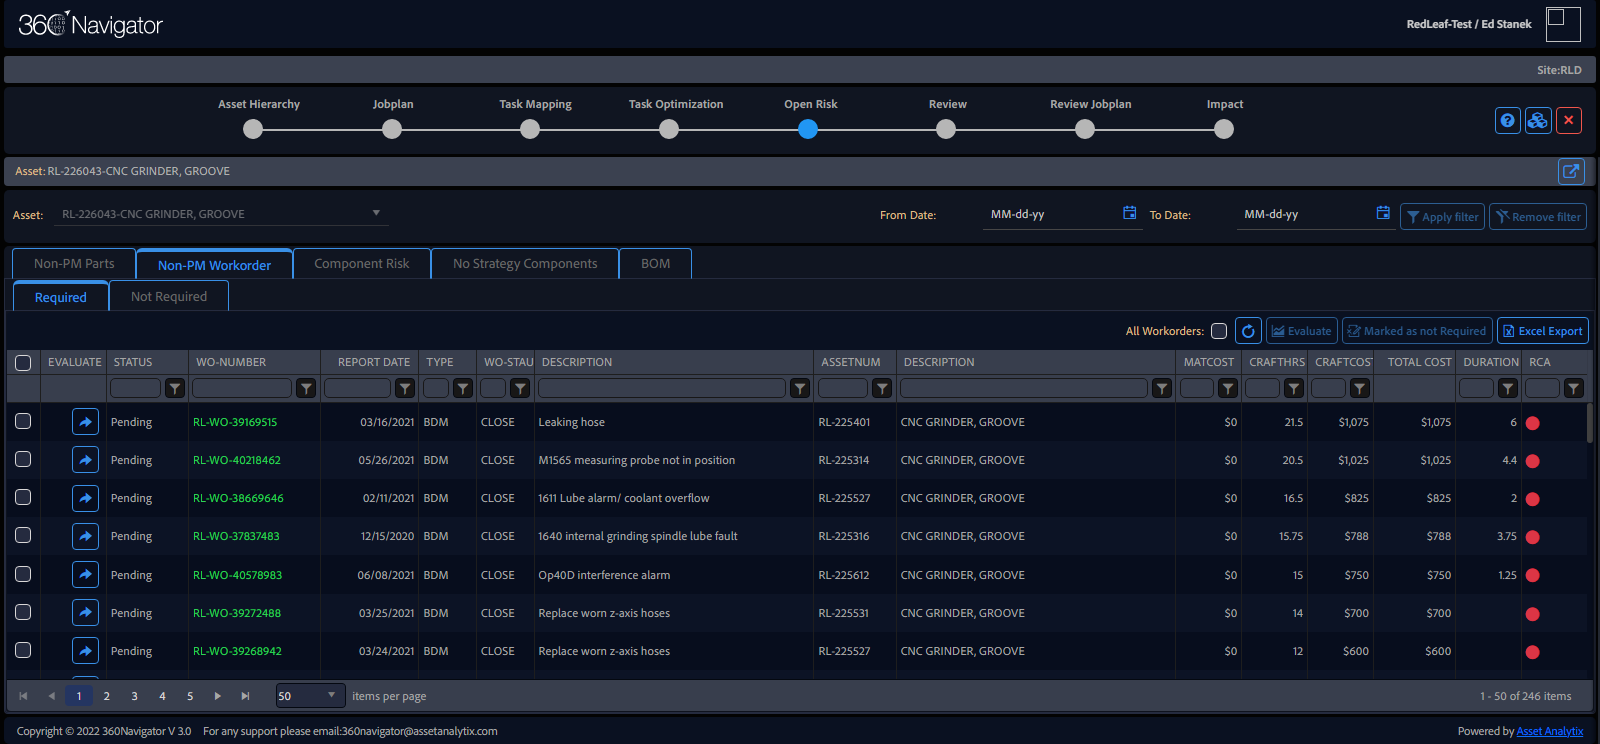 360 Navigator
RedLeaf-Test / Ed Stanek
Site:RLD
Asset Hierarchy Jobplan Task Mapping Task Optimization Open Risk Review Review Jobplan Impact
Asset: RL-226043-CNC GRINDER, GROOVE
Asset: RL-226043-CNC GRINDER, GROOVE From Date: MM-dd-yy To Date: MM-dd-yy Apply filter Remove filter
Non-PM Parts Non-PM Workorder Component Risk No Strategy Components BOM
Required Not Required
All Workorders: Evaluate Marked as not Required Excel Export
EVALUATE STATUS WO-NUMBER REPORT DATE TYPE WO-STAU DESCRIPTION ASSETNUM DESCRIPTION MATCOST CRAFTHRS CRAFTCOS TOTAL COST DURATION RCA
Pending RL-WO-39169515 03/16/2021 BDM CLOSE Leaking hose RL-225401 CNC GRINDER, GROOVE $0 21.5 $1,075 $1,075 6
Pending RL-WO-40218462 05/26/2021 BDM CLOSE M1565 measuring probe not in position RL-225314 CNC GRINDER, GROOVE $0 20.5 $1,025 $1,025 4.4
Pending RL-WO-38669646 02/11/2021 BDM CLOSE 1611 Lube alarm/ coolant overflow RL-225527 CNC GRINDER, GROOVE $0 16.5 $825 $825 2
Pending RL-WO-37837483 12/15/2020 BDM CLOSE 1640 internal grinding spindle lube fault RL-225316 CNC GRINDER, GROOVE $0 15.75 $788 $788 3.75
Pending RL-WO-40578983 06/08/2021 BDM CLOSE Op40D interference alarm RL-225612 CNC GRINDER, GROOVE $0 15 $750 $750 1.25
Pending RL-WO-39272488 03/25/2021 BDM CLOSE Replace worn z-axis hoses RL-225531 CNC GRINDER, GROOVE $0 14 $700 $700
Pending RL-WO-39268942 03/24/2021 BDM CLOSE Replace worn z-axis hoses RL-225527 CNC GRINDER, GROOVE $0 12 $600 $600
1 2 3 4 5 50 items per page 1 - 50 of 246 items
Copyright © 2022 360Navigator V 3.0 For any support please email:360navigator@assetanalytix.com Powered by Asset Analytix